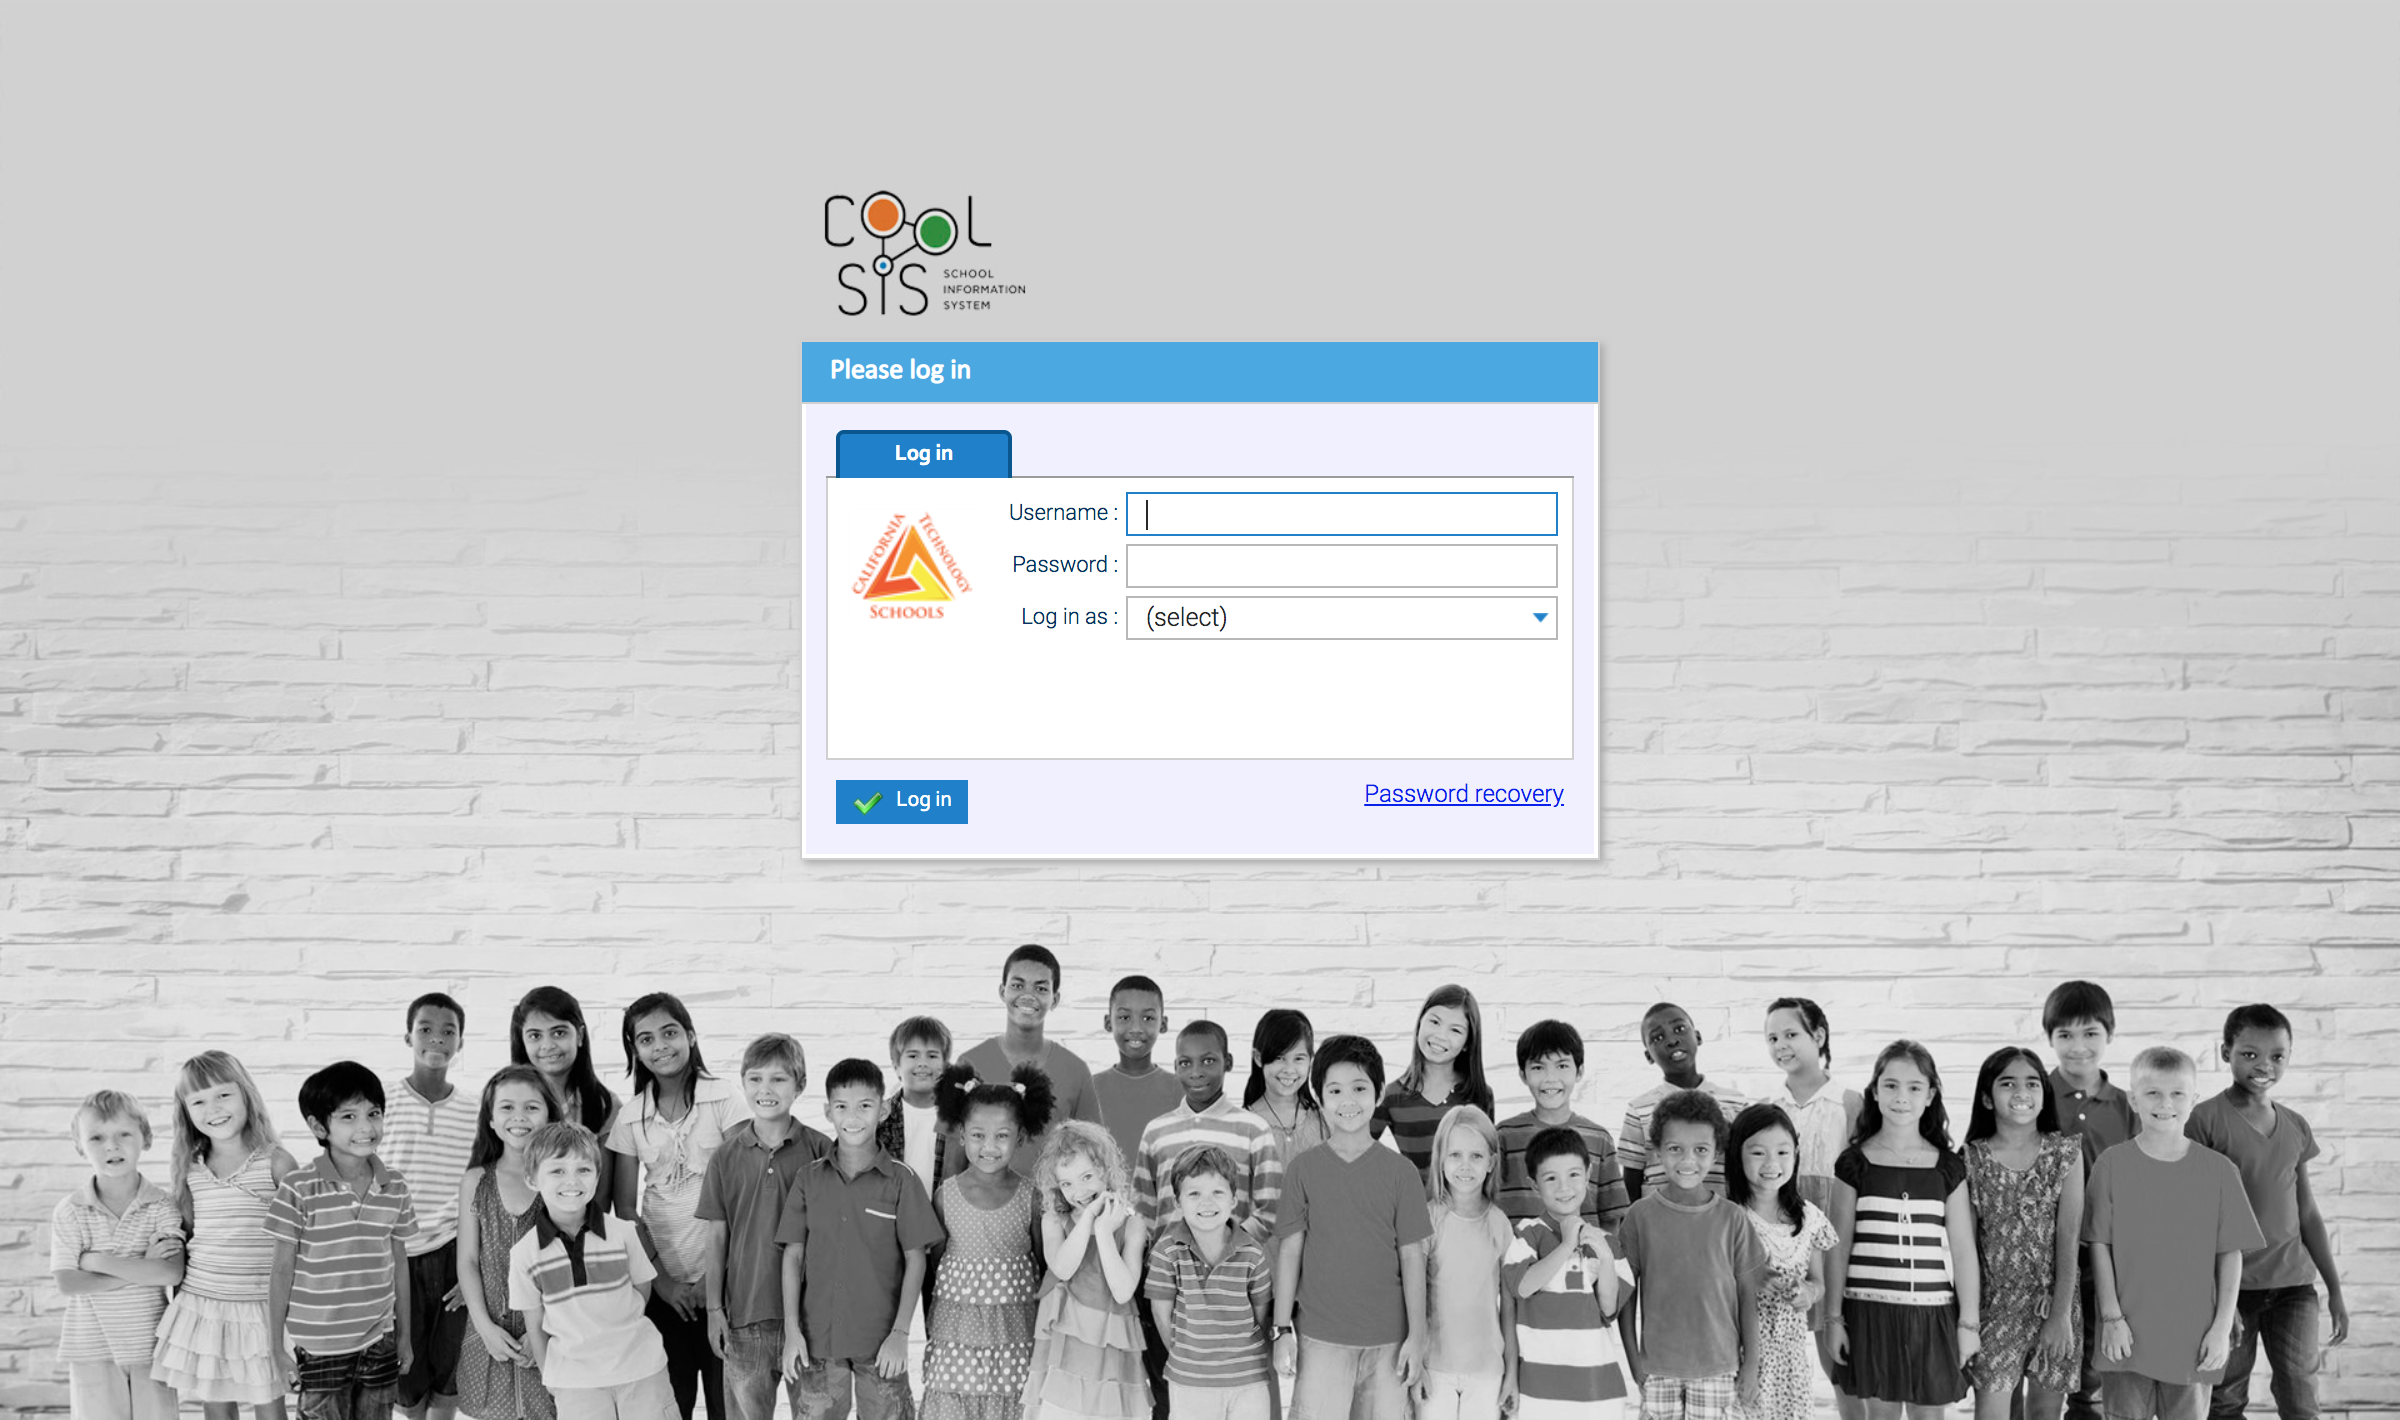 COOL
SiS SCHOOL
INFORMATION
SYSTEM
Please log in
Log in
CALIFORNIA TECHNOLOGY
SCHOOLS
Username :
Password :
Log in as : (select)
Log in
Password recovery